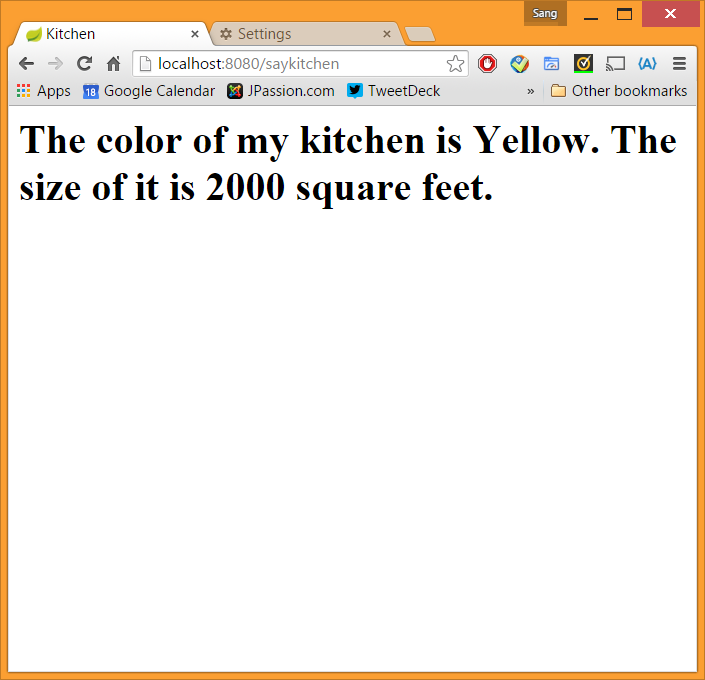 Sang
Kitchen
Settings
localhost:8080/saykitchen
Apps
18 Google Calendar
JPassion.com
TweetDeck
» Other bookmarks
The color of my kitchen is Yellow. The
size of it is 2000 square feet.